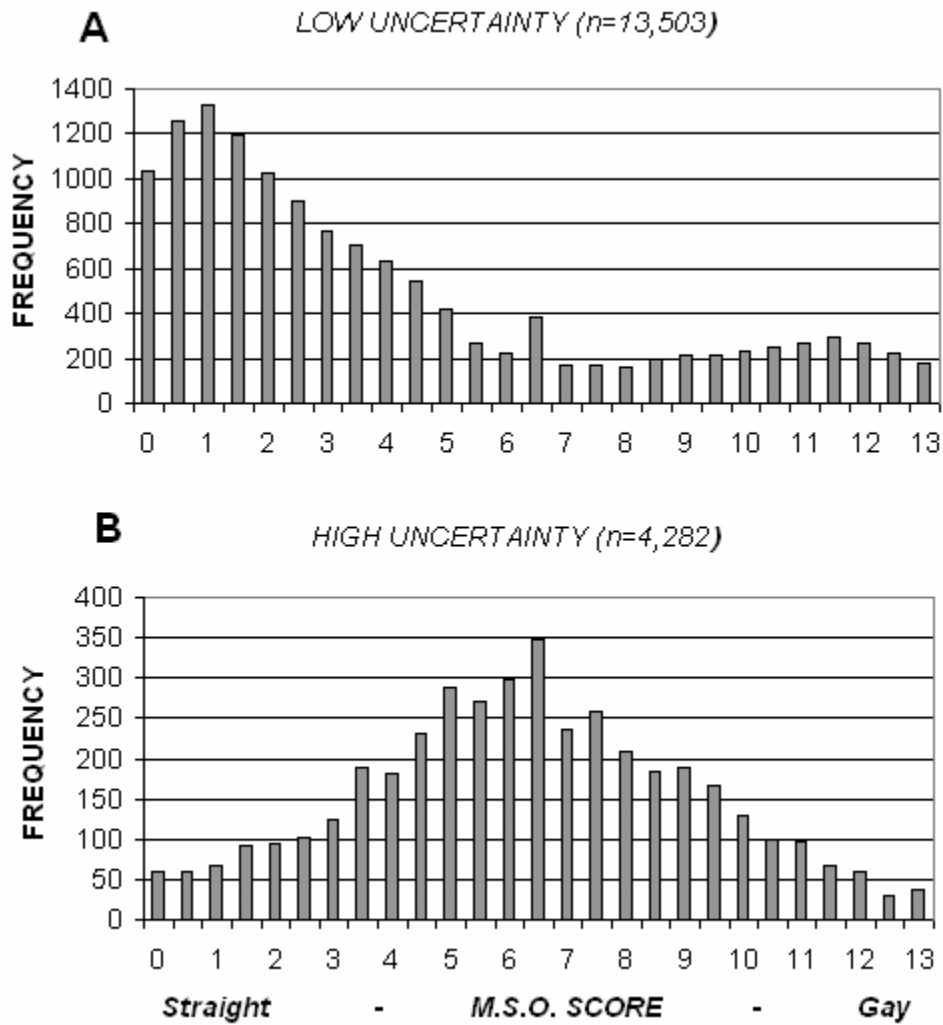 A
LOW UNCERTAINTY (n=13,503)
FREQUENCY
1400
1200
1000
800
600
400
200
0
0 1 2 3 4 5 6 7 8 9 10 11 12 13
B
HIGH UNCERTAINTY (n=4,282)
FREQUENCY
400
350
300
250
200
150
100
50
0
0 1 2 3 4 5 6 7 8 9 10 11 12 13
Straight - M.S.O. SCORE - Gay